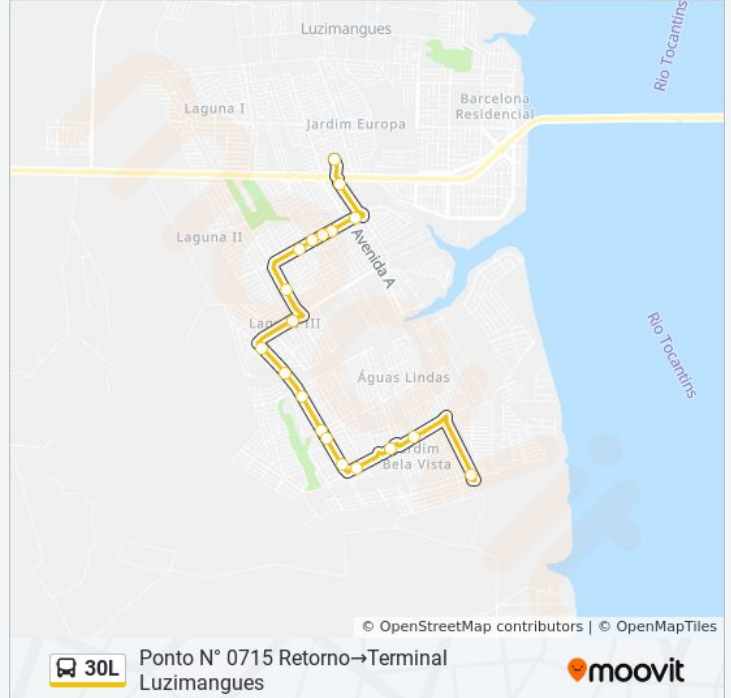 Luzimangues
Rio Tocantins
Laguna I
Barcelona
Residencial
Jardim Europa
Laguna II
Avenida A
Laguna III
Rio Tocantins
Águas Lindas
Jardim
Bela Vista
© OpenStreetMap contributors | © OpenMapTiles
30L
Ponto N° 0715 Retorno→Terminal
Luzimangues
moovit